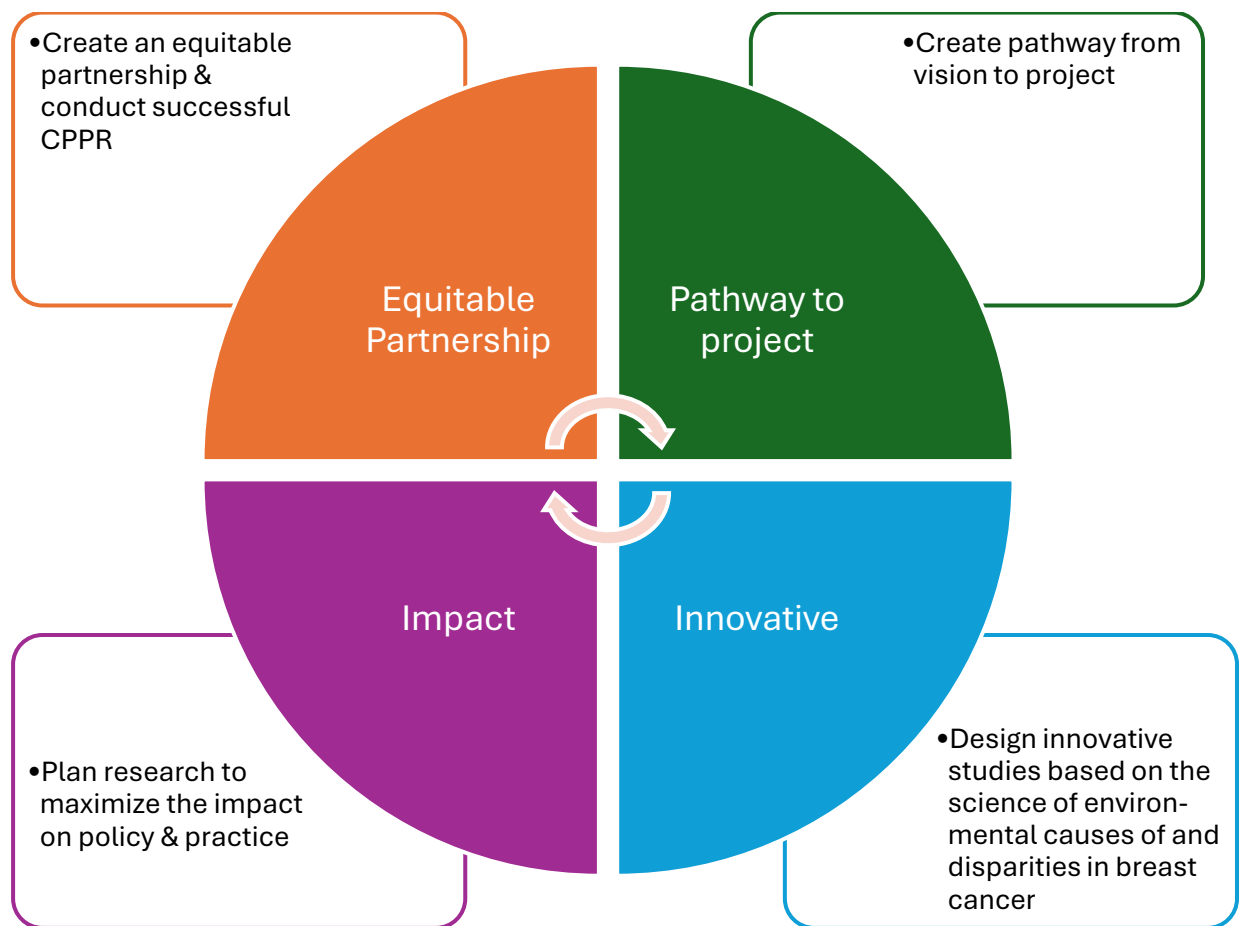 •Create an equitable
partnership &
conduct successful
CPPR
•Create pathway from
vision to project
Equitable
Partnership
Pathway to
project
Impact
Innovative
•Plan research to
maximize the impact
on policy & practice
•Design innovative
studies based on the
science of environ-
mental causes of and
disparities in breast
cancer